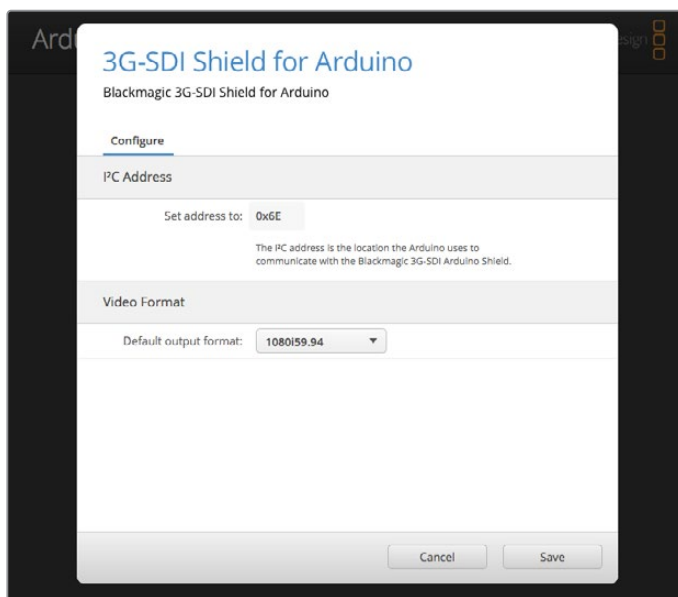 3G-SDI Shield for Arduino
Blackmagic 3G-SDI Shield for Arduino
Configure
I²C Address
Set address to: 0x6E
The I²C address is the location the Arduino uses to
communicate with the Blackmagic 3G-SDI Arduino Shield.
Video Format
Default output format: 1080i59.94
Cancel Save